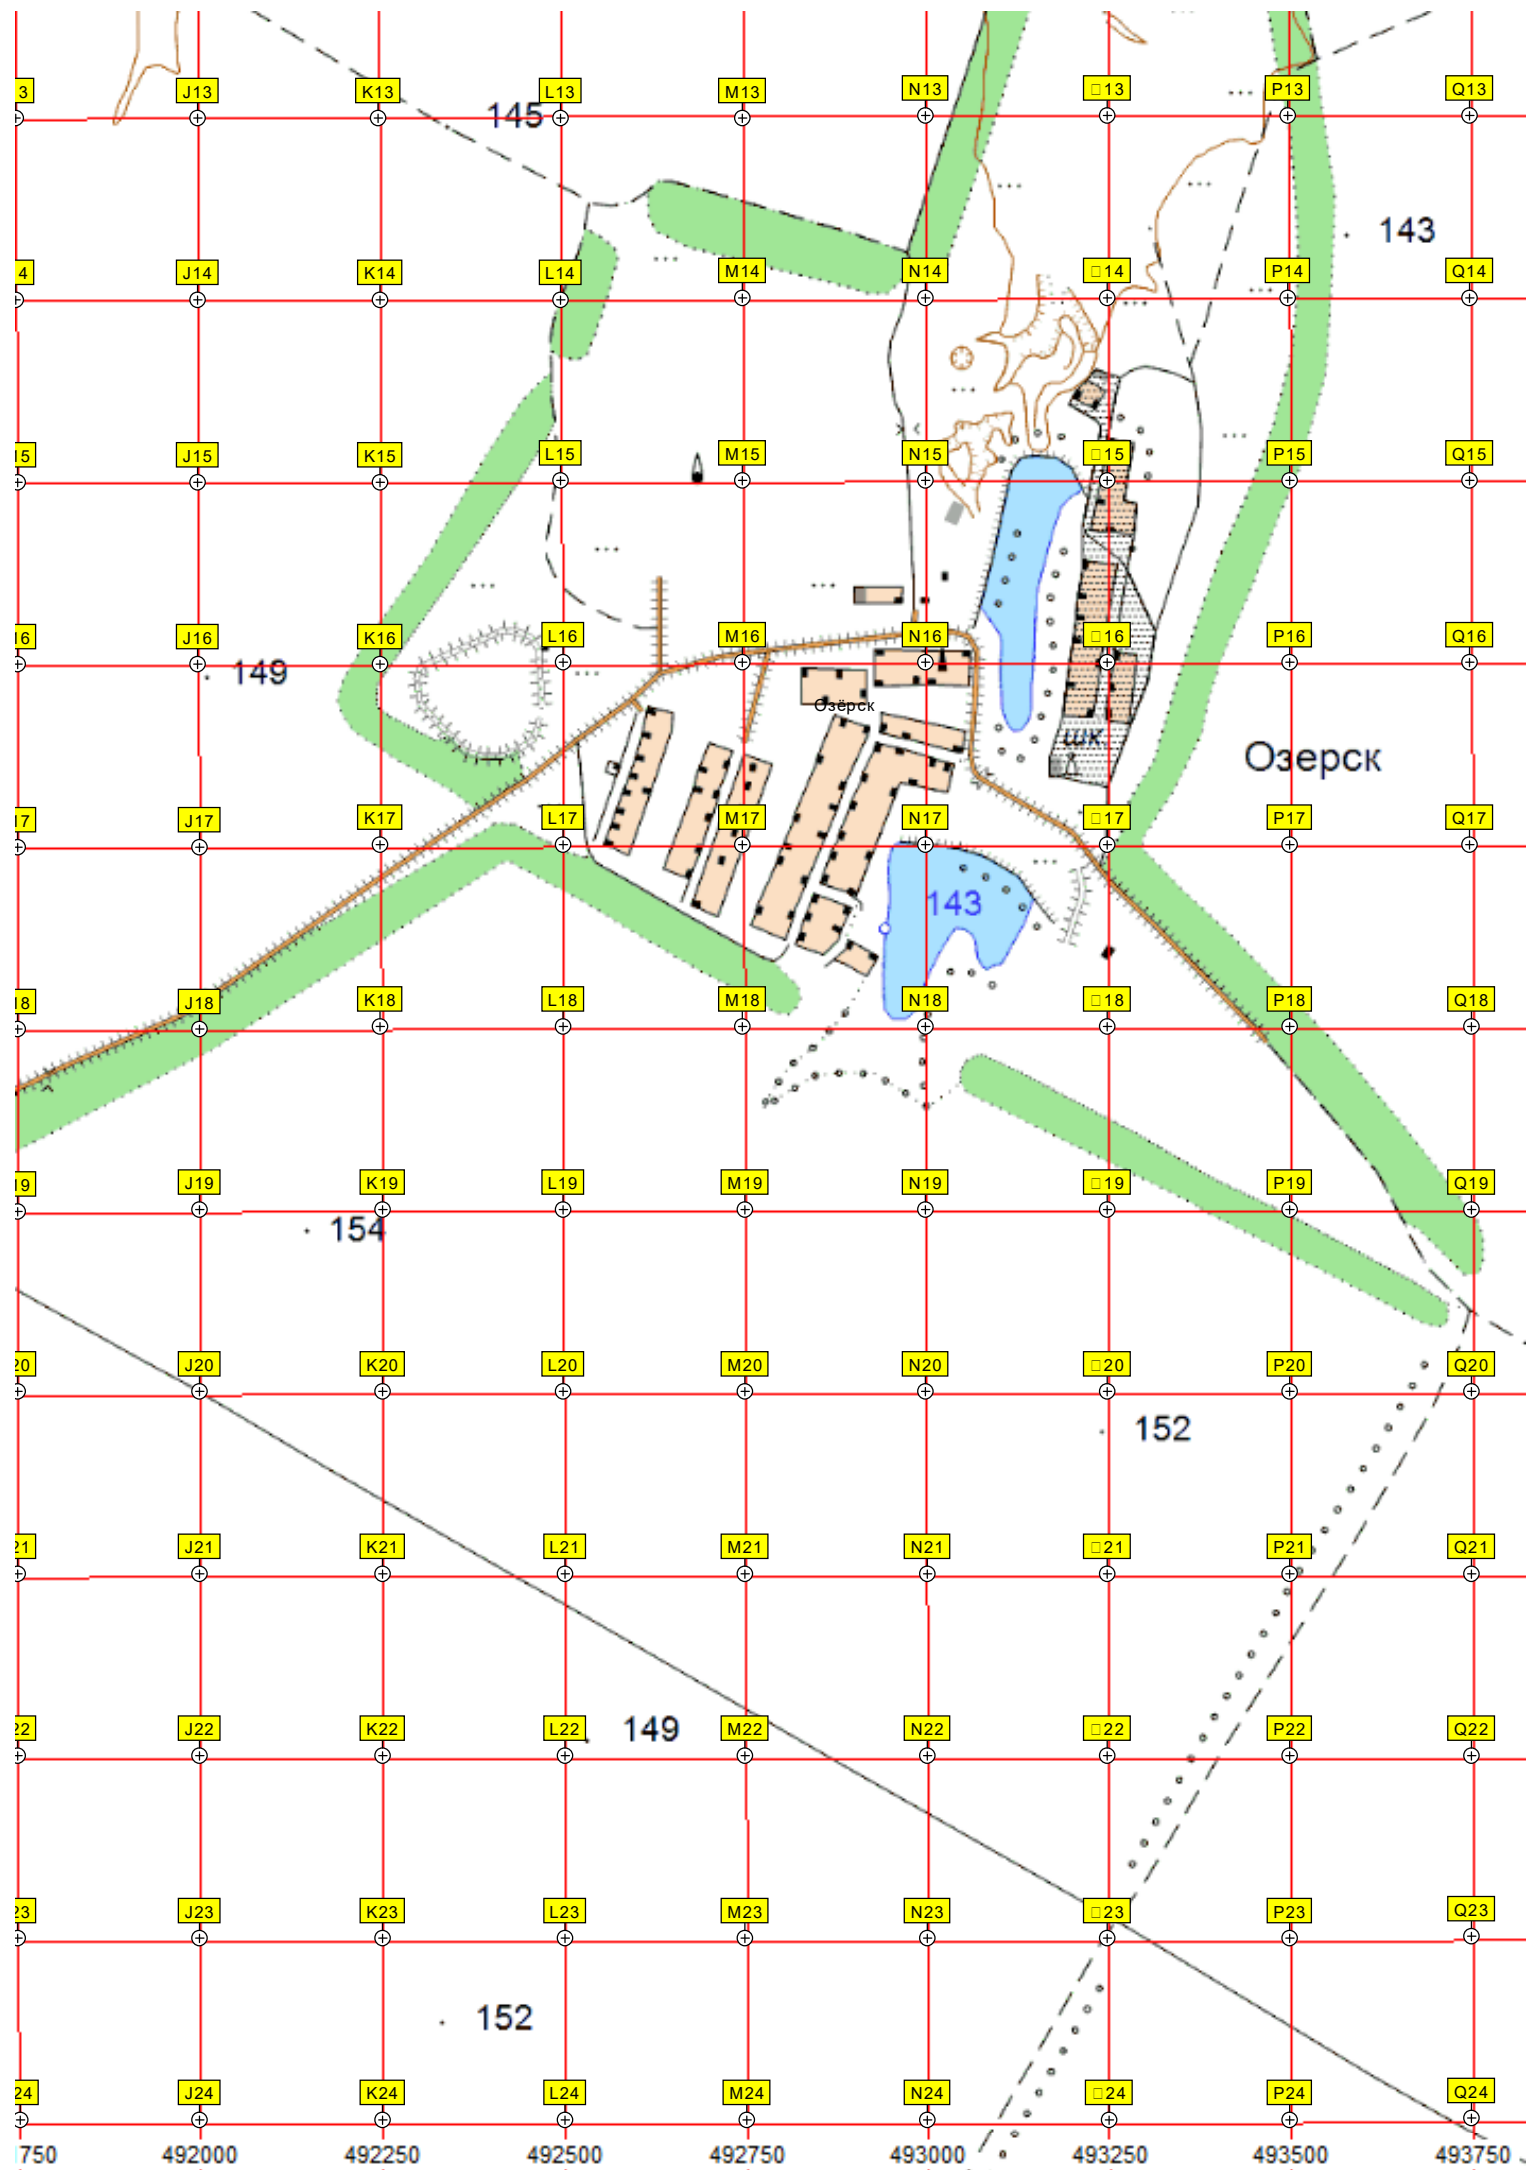 3 J13 K13 L13 M13 N13 □13 P13 Q13
145
143
4 J14 K14 L14 M14 N14 □14 P14 Q14
15 J15 K15 L15 M15 N15 □15 P15 Q15
16 J16 K16 L16 M16 N16 □16 P16 Q16
149
Озёрск
шк.
Озерск
17 J17 K17 L17 M17 N17 □17 P17 Q17
143
18 J18 K18 L18 M18 N18 □18 P18 Q18
19 J19 K19 L19 M19 N19 □19 P19 Q19
154
20 J20 K20 L20 M20 N20 □20 P20 Q20
152
21 J21 K21 L21 M21 N21 □21 P21 Q21
22 J22 K22 L22 M22 N22 □22 P22 Q22
149
23 J23 K23 L23 M23 N23 □23 P23 Q23
152
24 J24 K24 L24 M24 N24 □24 P24 Q24
750 492000 492250 492500 492750 493000 493250 493500 493750